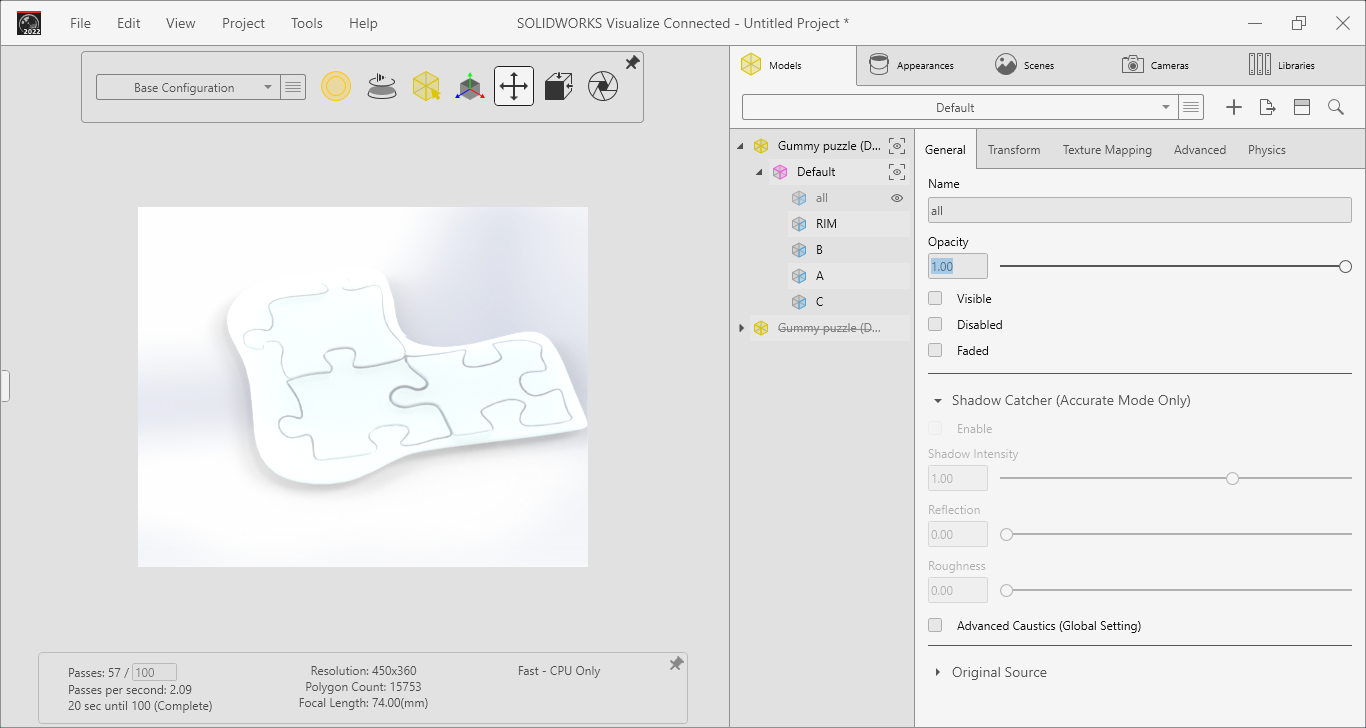 2022 File Edit View Project Tools Help SOLIDWORKS Visualize Connected - Untitled Project *
Base Configuration
Models Appearances Scenes Cameras Libraries
Default
Gummy puzzle (D...
Default
all
RIM
B
A
C
Gummy puzzle (D...
General Transform Texture Mapping Advanced Physics
Name
all
Opacity
1.00
Visible
Disabled
Faded
Shadow Catcher (Accurate Mode Only)
Enable
Shadow Intensity
1.00
Reflection
0.00
Roughness
0.00
Advanced Caustics (Global Setting)
Original Source
Passes: 57 / 100
Passes per second: 2.09
20 sec until 100 (Complete)
Resolution: 450x360
Polygon Count: 15753
Focal Length: 74.00(mm)
Fast - CPU Only